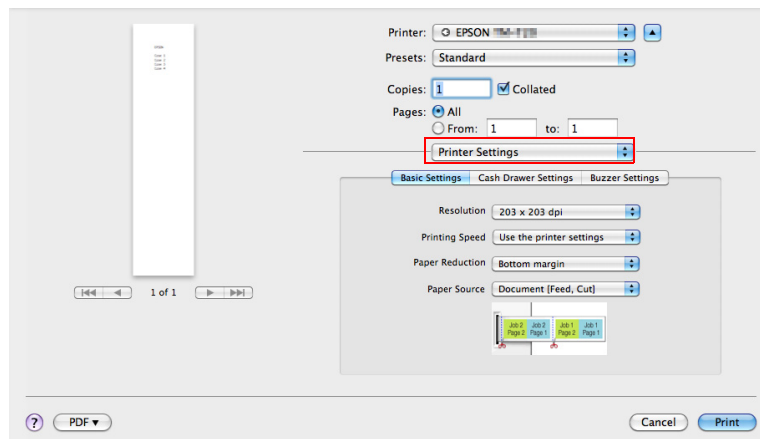 Printer: EPSON
Presets: Standard
Copies: 1 Collated
Pages: All
From: 1 to: 1
Printer Settings
Basic Settings Cash Drawer Settings Buzzer Settings
Resolution 203 x 203 dpi
Printing Speed Use the printer settings
Paper Reduction Bottom margin
Paper Source Document [Feed, Cut]
Job 2 Job 2 Job 1 Job 1
Page 2 Page 1 Page 2 Page 1
1 of 1
? PDF Cancel Print